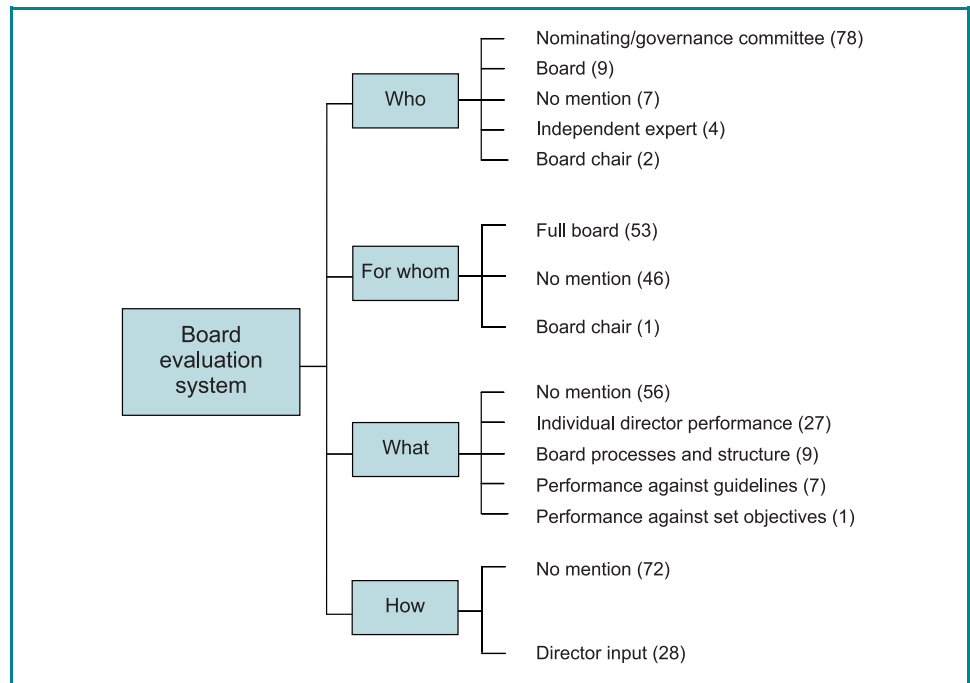 Board
evaluation
system
Who
Nominating/governance committee (78)
Board (9)
No mention (7)
Independent expert (4)
Board chair (2)
For whom
Full board (53)
No mention (46)
Board chair (1)
What
No mention (56)
Individual director performance (27)
Board processes and structure (9)
Performance against guidelines (7)
Performance against set objectives (1)
How
No mention (72)
Director input (28)